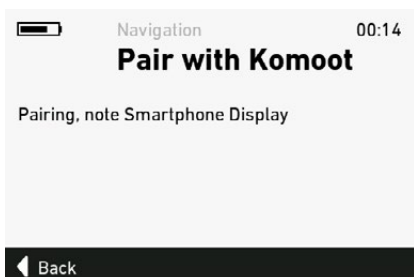 Navigation 00:14
Pair with Komoot
Pairing, note Smartphone Display
Back